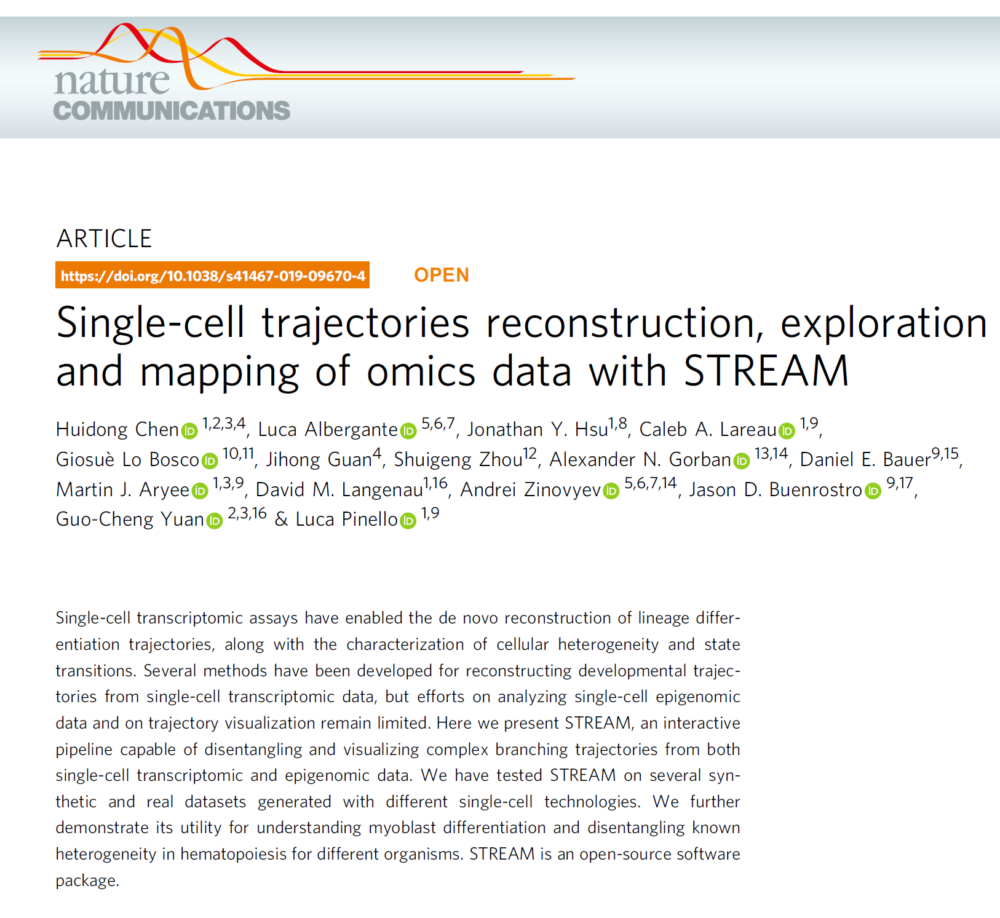 nature
COMMUNICATIONS
ARTICLE
https://doi.org/10.1038/s41467-019-09670-4 OPEN
Single-cell trajectories reconstruction, exploration
and mapping of omics data with STREAM
Huidong Chen iD 1,2,3,4, Luca Albergante iD 5,6,7, Jonathan Y. Hsu1,8, Caleb A. Lareau iD 1,9,
Giosuè Lo Bosco iD 10,11, Jihong Guan4, Shuigeng Zhou12, Alexander N. Gorban iD 13,14, Daniel E. Bauer9,15,
Martin J. Aryee iD 1,3,9, David M. Langenau1,16, Andrei Zinovyev iD 5,6,7,14, Jason D. Buenrostro iD 9,17,
Guo-Cheng Yuan iD 2,3,16 & Luca Pinello iD 1,9
Single-cell transcriptomic assays have enabled the de novo reconstruction of lineage differ-
entiation trajectories, along with the characterization of cellular heterogeneity and state
transitions. Several methods have been developed for reconstructing developmental trajec-
tories from single-cell transcriptomic data, but efforts on analyzing single-cell epigenomic
data and on trajectory visualization remain limited. Here we present STREAM, an interactive
pipeline capable of disentangling and visualizing complex branching trajectories from both
single-cell transcriptomic and epigenomic data. We have tested STREAM on several syn-
thetic and real datasets generated with different single-cell technologies. We further
demonstrate its utility for understanding myoblast differentiation and disentangling known
heterogeneity in hematopoiesis for different organisms. STREAM is an open-source software
package.